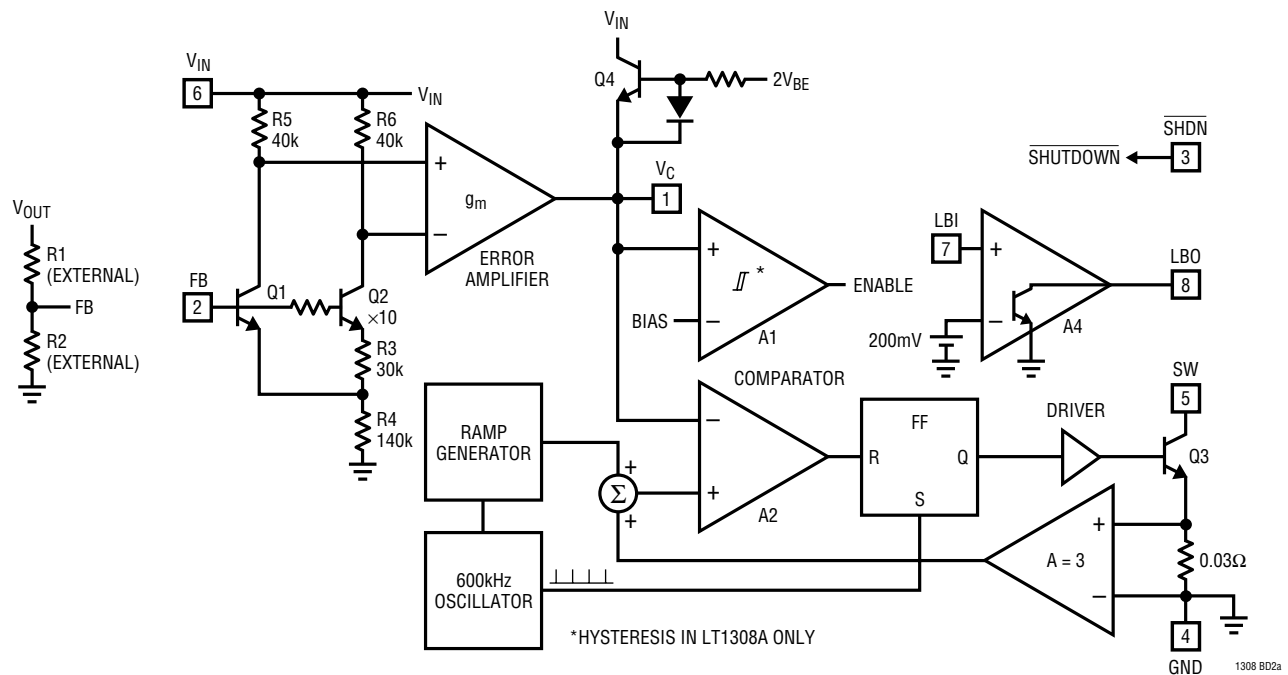 V_IN
6
V_IN
R5
40k
R6
40k
V_OUT
R1
(EXTERNAL)
FB
R2
(EXTERNAL)
FB
2
Q1
Q2
×10
R3
30k
R4
140k
+
g_m
–
ERROR
AMPLIFIER
V_IN
Q4
2V_BE
V_C
1
+
*
BIAS
–
A1
ENABLE
SHDN
3
SHUTDOWN
LBI
7
+
–
200mV
A4
LBO
8
COMPARATOR
–
+
A2
RAMP
GENERATOR
+
Σ
+
600kHz
OSCILLATOR
FF
R
Q
S
DRIVER
SW
5
Q3
+
A = 3
–
0.03Ω
4
GND
*HYSTERESIS IN LT1308A ONLY
1308 BD2a